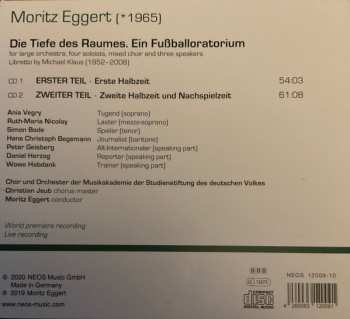 Moritz Eggert (*1965)
Die Tiefe des Raumes. Ein Fußballoratorium
for large orchestra, four soloists, mixed choir and three speakers
Libretto by Michael Klaus (1952–2008)
CD 1 ERSTER TEIL · Erste Halbzeit 54:03
CD 2 ZWEITER TEIL · Zweite Halbzeit und Nachspielzeit 61:08
Ania Vegry Tugend (soprano)
Ruth-Maria Nicolay Laster (mezzo-soprano)
Simon Bode Spieler (tenor)
Hans Christoph Begemann Journalist (baritone)
Peter Geisberg Alt-Internationaler (speaking part)
Daniel Herzog Reporter (speaking part)
Wowo Habdank Trainer (speaking part)
Chor und Orchester der Musikakademie der Studienstiftung des deutschen Volkes
Christian Jeub chorus master
Moritz Eggert conductor
World premiere recording
Live recording
℗ 2020 NEOS Music GmbH
Made in Germany
© 2019 Moritz Eggert
www.neos-music.com
COMPACT
disc
DIGITAL AUDIO
NEOS 12009-10